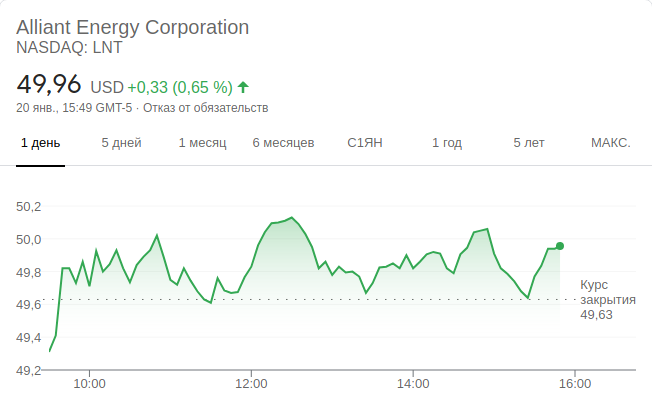 Alliant Energy Corporation
NASDAQ: LNT
49,96 USD +0,33 (0,65 %)
20 янв., 15:49 GMT-5 · Отказ от обязательств
1 день 5 дней 1 месяц 6 месяцев С1ЯН 1 год 5 лет МАКС.
50,2
50,0
49,8
49,6
49,4
49,2
Курс
закрытия
49,63
10:00 12:00 14:00 16:00